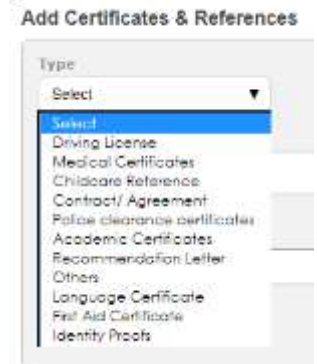 Add Certificates & References
Type
Select
Select
Driving License
Medical Certificates
Childcare Reference
Contract/ Agreement
Police clearance certificates
Academic Certificates
Recommendation Letter
Others
Language Certificate
First Aid Certificate
Identity Proofs